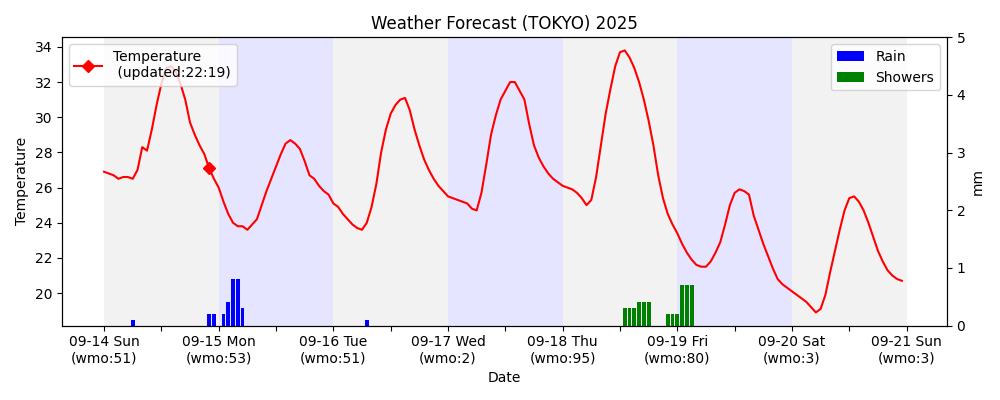 Weather Forecast (TOKYO) 2025
Temperature
(updated:22:19)
Rain
Showers
Temperature
34
32
30
28
26
24
22
20
5
4
3
2
1
0
mm
09-14 Sun
(wmo:51)
09-15 Mon
(wmo:53)
09-16 Tue
(wmo:51)
09-17 Wed
(wmo:2)
09-18 Thu
(wmo:95)
09-19 Fri
(wmo:80)
09-20 Sat
(wmo:3)
09-21 Sun
(wmo:3)
Date